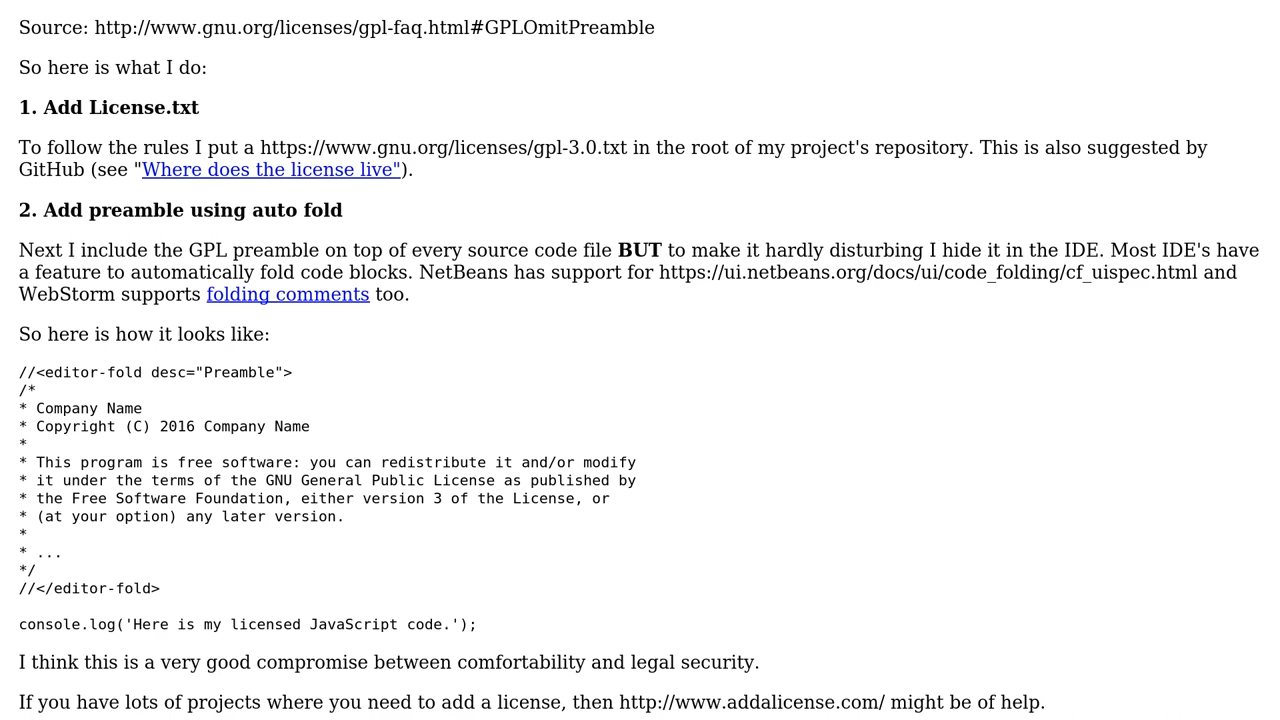 Source: http://www.gnu.org/licenses/gpl-faq.html#GPLOmitPreamble
So here is what I do:
1. Add License.txt
To follow the rules I put a https://www.gnu.org/licenses/gpl-3.0.txt in the root of my project's repository. This is also suggested by
GitHub (see "Where does the license live").
2. Add preamble using auto fold
Next I include the GPL preamble on top of every source code file BUT to make it hardly disturbing I hide it in the IDE. Most IDE's have
a feature to automatically fold code blocks. NetBeans has support for https://ui.netbeans.org/docs/ui/code_folding/cf_uispec.html and
WebStorm supports folding comments too.
So here is how it looks like:
//<editor-fold desc="Preamble">
/*
* Company Name
* Copyright (C) 2016 Company Name
*
* This program is free software: you can redistribute it and/or modify
* it under the terms of the GNU General Public License as published by
* the Free Software Foundation, either version 3 of the License, or
* (at your option) any later version.
*
* ...
*/
//</editor-fold>
console.log('Here is my licensed JavaScript code.');
I think this is a very good compromise between comfortability and legal security.
If you have lots of projects where you need to add a license, then http://www.addalicense.com/ might be of help.